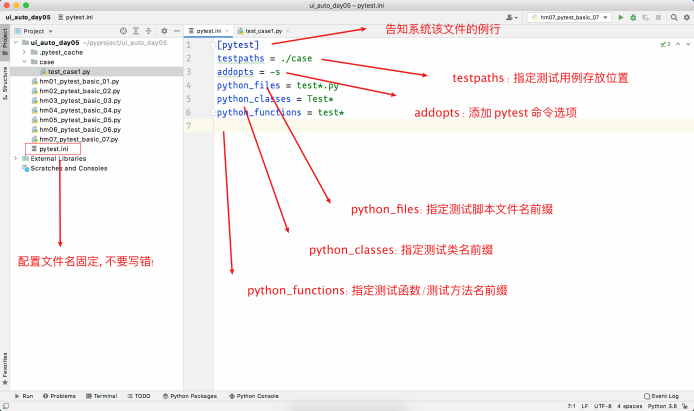 ui_auto_day05 – pytest.ini
ui_auto_day05 pytest.ini
hm07_pytest_basic_07
Project
pytest.ini
test_case1.py
告知系统该文件的例行
ui_auto_day05 ~/pyproject/ui_auto_day05
.pytest_cache
case
test_case1.py
hm01_pytest_basic_01.py
hm02_pytest_basic_02.py
hm03_pytest_basic_03.py
hm04_pytest_basic_04.py
hm05_pytest_basic_05.py
hm06_pytest_basic_06.py
hm07_pytest_basic_07.py
pytest.ini
External Libraries
Scratches and Consoles
1 [pytest]
2 testpaths = ./case
3 addopts = -s
4 python_files = test*.py
5 python_classes = Test*
6 python_functions = test*
7
2
testpaths : 指定测试用例存放位置
addopts : 添加 pytest 命令选项
python_files: 指定测试脚本文件名前缀
python_classes: 指定测试类名前缀
python_functions: 指定测试函数/测试方法名前缀
配置文件名固定, 不要写错!
Project
Structure
Favorites
Run Problems Terminal TODO Python Packages Python Console Event Log
7:1 LF UTF-8 4 spaces Python 3.8